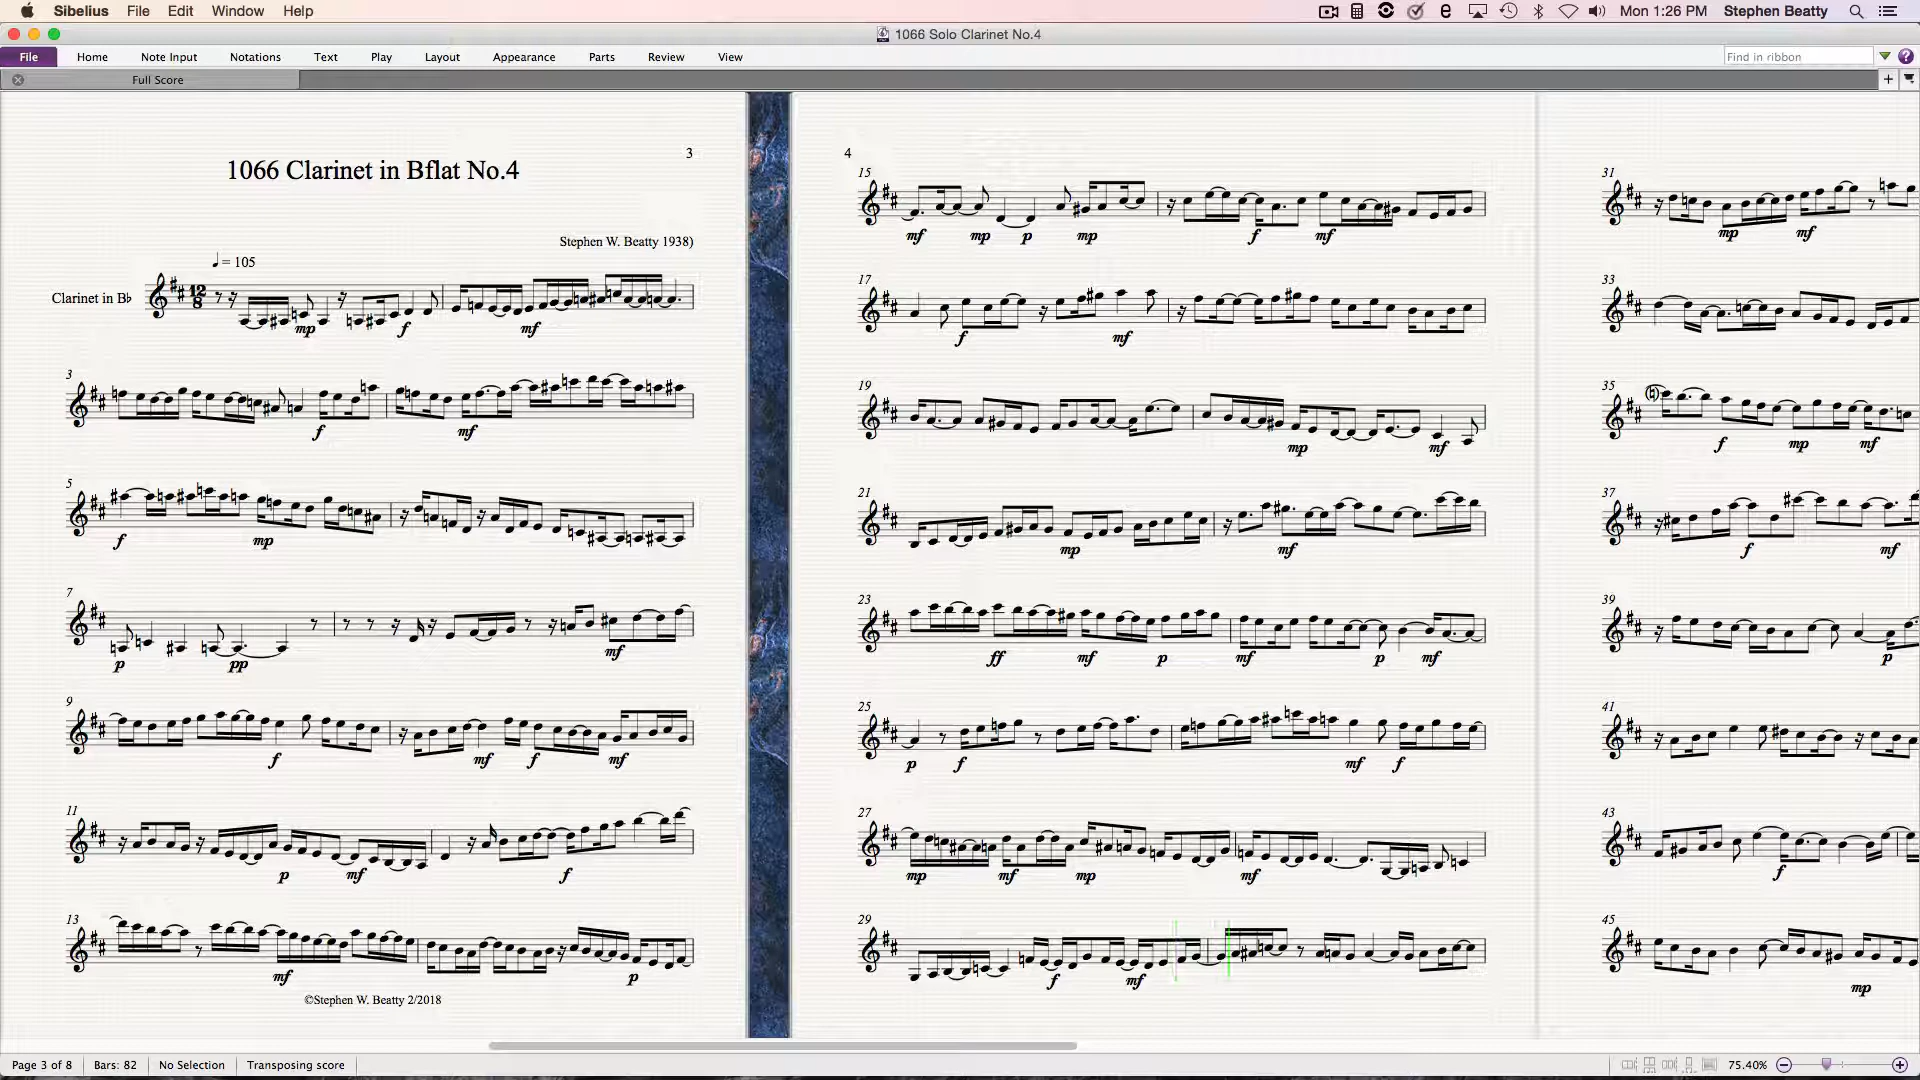 Sibelius File Edit Window Help Mon 1:26 PM Stephen Beatty
1066 Solo Clarinet No.4
File Home Note Input Notations Text Play Layout Appearance Parts Review View Find in ribbon
Full Score
1066 Clarinet in Bflat No.4
3
Stephen W. Beatty 1938)
♩ = 105
Clarinet in B♭
12
8
mp f mf
3
f mf
5
f mp
7
p pp mf
9
f mf f mf
11
p mf f
13
mf p
©Stephen W. Beatty 2/2018
4
15
mf mp p mp f mf
17
f mf
19
mp mf
21
mp mf
23
ff mf p mf p mf
25
p f mf f
27
mp mf mp mf
29
f mf
31
mp mf
33
35
f mp mf
37
f mf
39
p
41
43
f
45
mp
Page 3 of 8 Bars: 82 No Selection Transposing score 75.40%